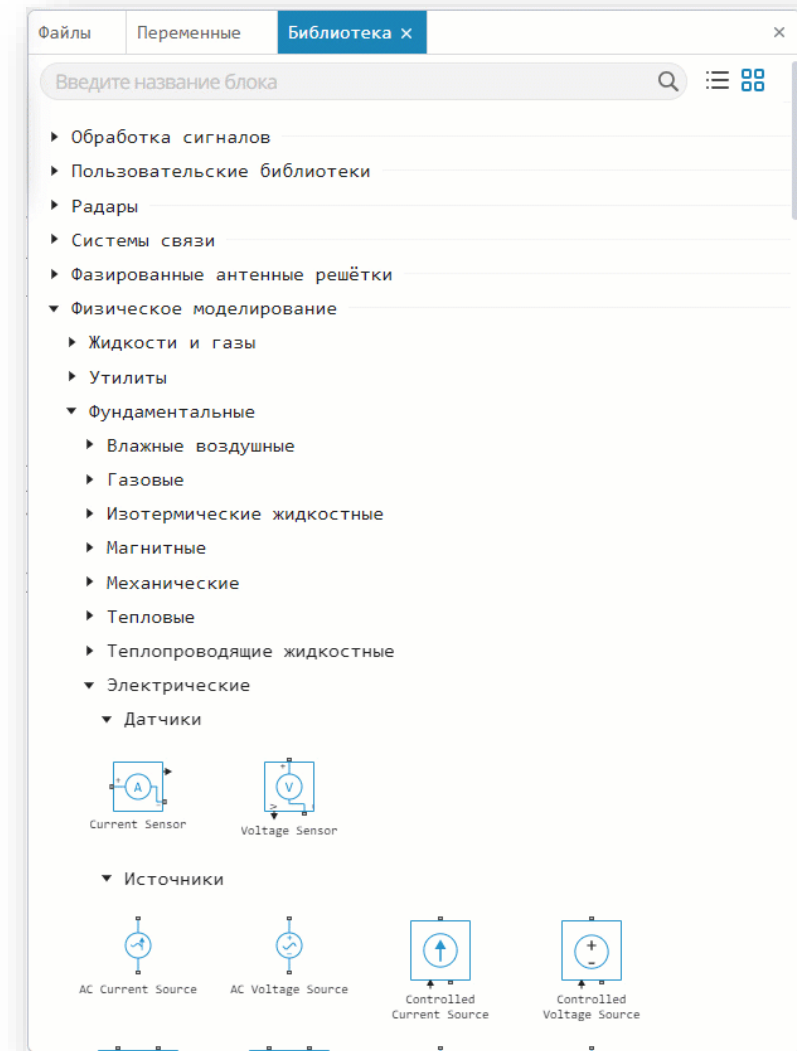 Файлы Переменные Библиотека ×
Введите название блока
Обработка сигналов
Пользовательские библиотеки
Радары
Системы связи
Фазированные антенные решётки
Физическое моделирование
Жидкости и газы
Утилиты
Фундаментальные
Влажные воздушные
Газовые
Изотермические жидкостные
Магнитные
Механические
Тепловые
Теплопроводящие жидкостные
Электрические
Датчики
A
V
Current Sensor Voltage Sensor
Источники
AC Current Source AC Voltage Source Controlled Controlled
Current Source Voltage Source